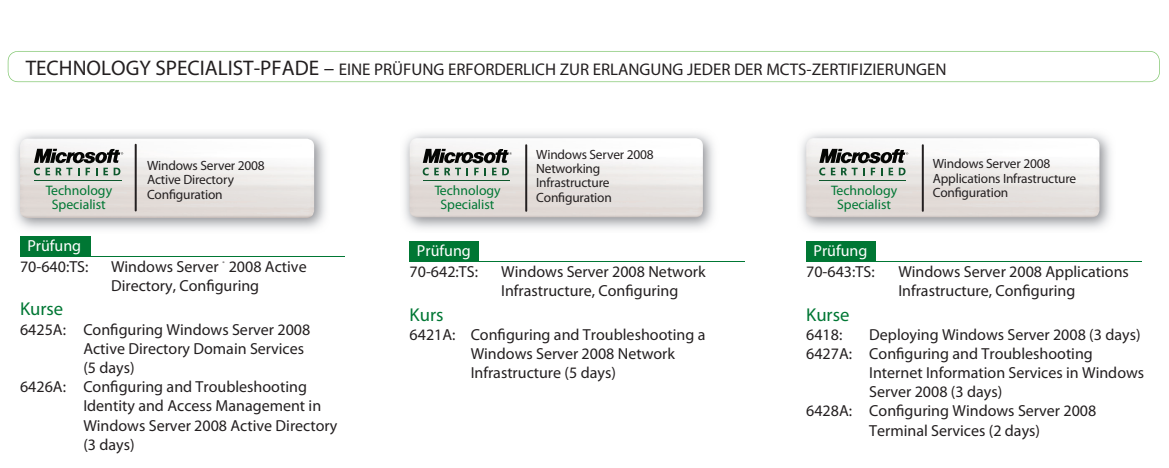 TECHNOLOGY SPECIALIST-PFADE – EINE PRÜFUNG ERFORDERLICH ZUR ERLANGUNG JEDER DER MCTS-ZERTIFIZIERUNGEN
Microsoft
CERTIFIED
Technology
Specialist
Windows Server 2008
Active Directory
Configuration
Prüfung
70-640:TS: Windows Server 2008 Active
Directory, Configuring
Kurse
6425A: Configuring Windows Server 2008
Active Directory Domain Services
(5 days)
6426A: Configuring and Troubleshooting
Identity and Access Management in
Windows Server 2008 Active Directory
(3 days)
Microsoft
CERTIFIED
Technology
Specialist
Windows Server 2008
Networking
Infrastructure
Configuration
Prüfung
70-642:TS: Windows Server 2008 Network
Infrastructure, Configuring
Kurs
6421A: Configuring and Troubleshooting a
Windows Server 2008 Network
Infrastructure (5 days)
Microsoft
CERTIFIED
Technology
Specialist
Windows Server 2008
Applications Infrastructure
Configuration
Prüfung
70-643:TS: Windows Server 2008 Applications
Infrastructure, Configuring
Kurse
6418: Deploying Windows Server 2008 (3 days)
6427A: Configuring and Troubleshooting
Internet Information Services in Windows
Server 2008 (3 days)
6428A: Configuring Windows Server 2008
Terminal Services (2 days)